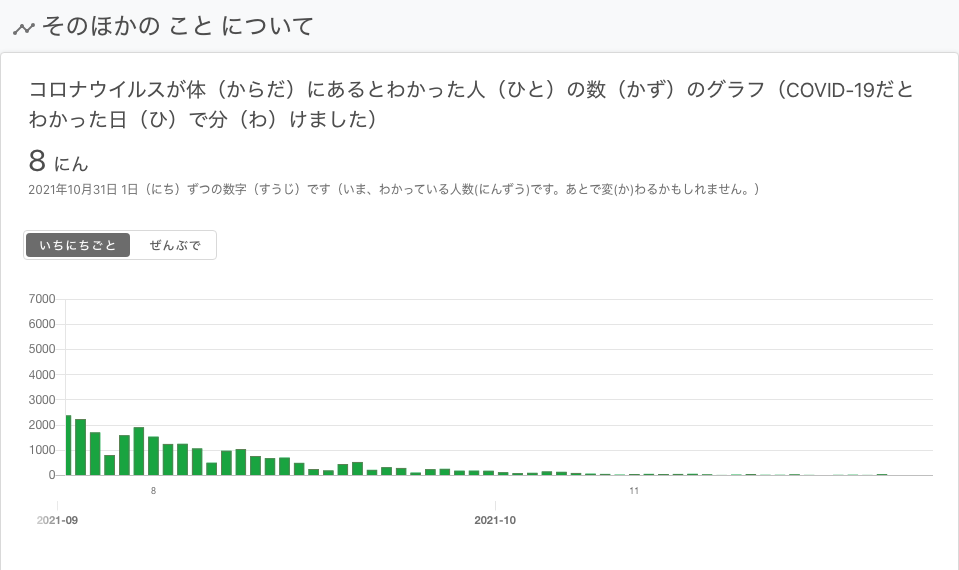 そのほかの こと について
コロナウイルスが体（からだ）にあるとわかった人（ひと）の数（かず）のグラフ（COVID-19だと
わかった日（ひ）で分（わ）けました）
8 にん
2021年10月31日 1日（にち）ずつの数字（すうじ）です（いま、わかっている人数(にんずう)です。あとで変(か)わるかもしれません。）
いちにちごと ぜんぶで
7000
6000
5000
4000
3000
2000
1000
0
8 11
2021-09 2021-10